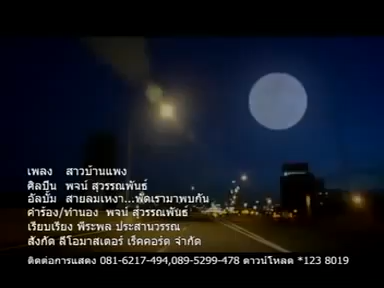 เพลง สาวบ้านแพง
ศิลปิน พจน์ สุวรรณพันธ์
อัลบั้ม สายลมเหงา...พัดเรามาพบกัน
คำร้อง/ทำนอง พจน์ สุวรรณพันธ์
เรียบเรียง พีระพล ประสานวรรณ
สังกัด ลีโอมาสเตอร์ เร็คคอร์ด จำกัด
ติดต่อการแสดง 081-6217-494,089-5299-478 ดาวน์โหลด *123 8019